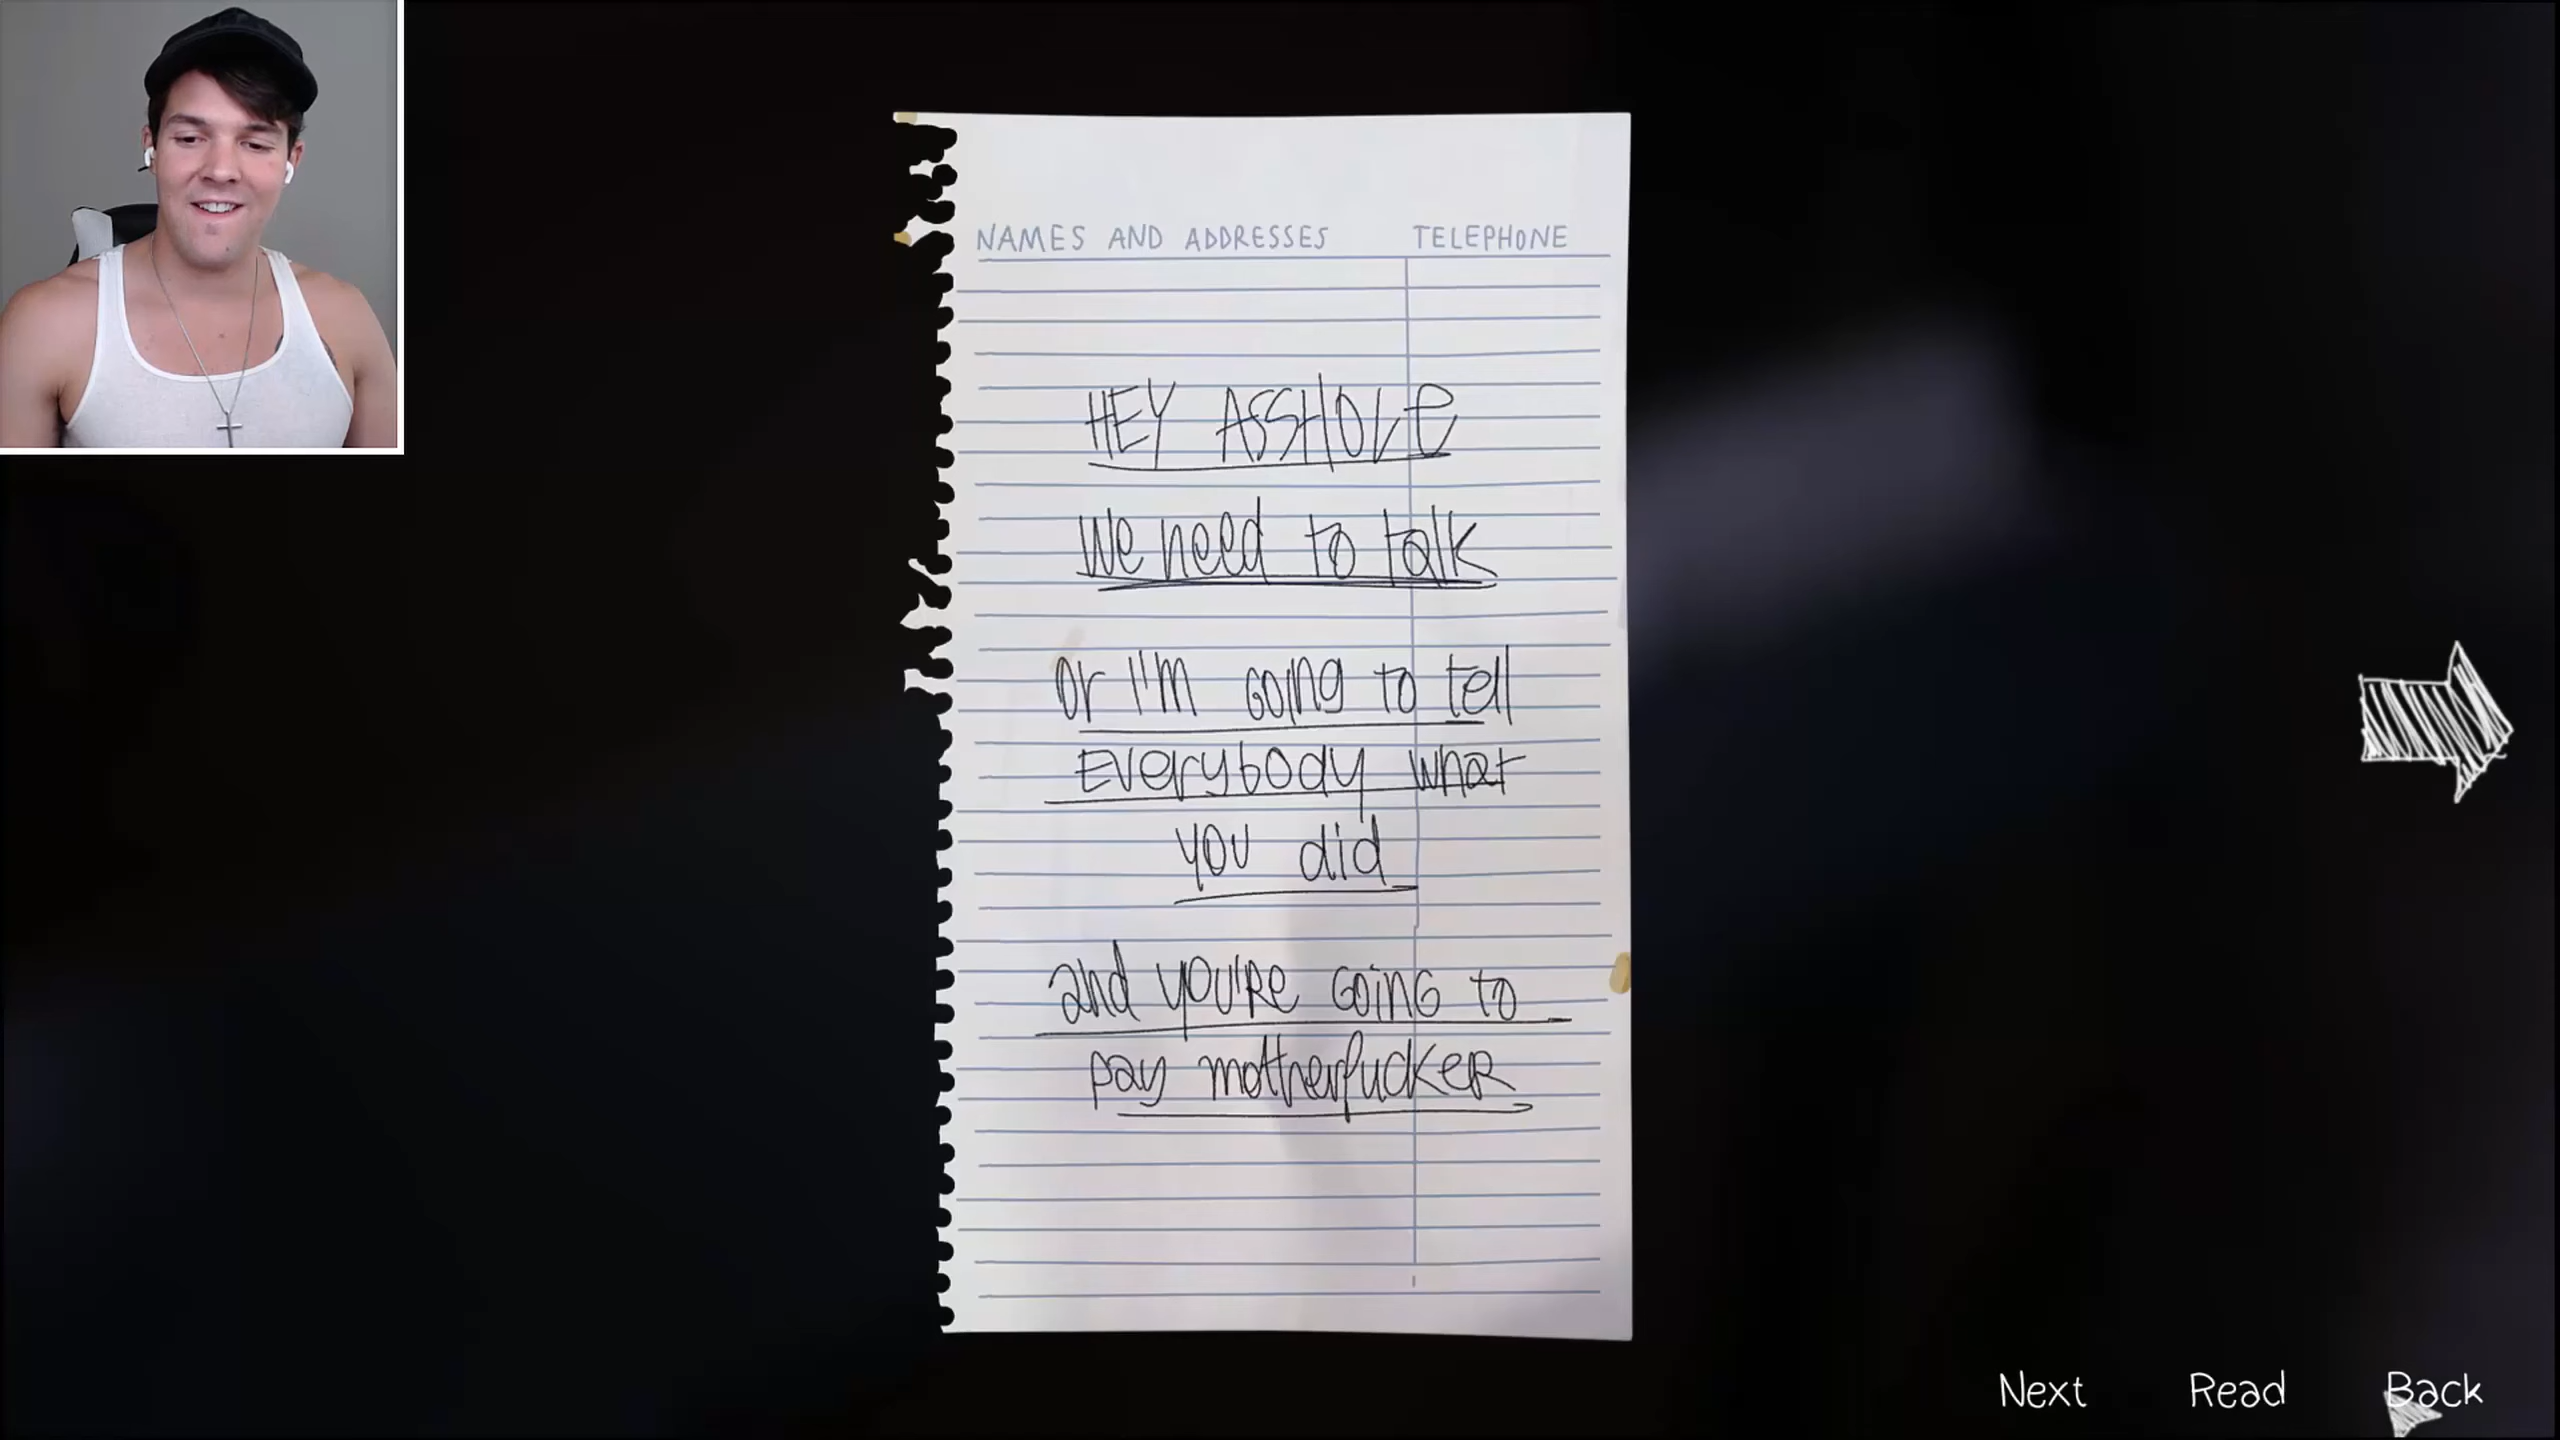 NAMES AND ADDRESSES TELEPHONE
HEY ASSHOLE
we need to talk
Or I'm going to tell
Everybody what
you did
and you're going to
pay motherfucker
Next Read Back